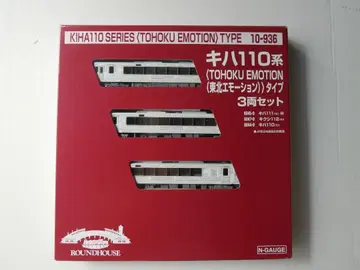 KIHA110 SERIES 〈TOHOKU EMOTION〉 TYPE 10-936
キハ110系
〈TOHOKU EMOTION
（東北エモーション）〉タイプ
3両セット
ROUNDHOUSE
N-GAUGE